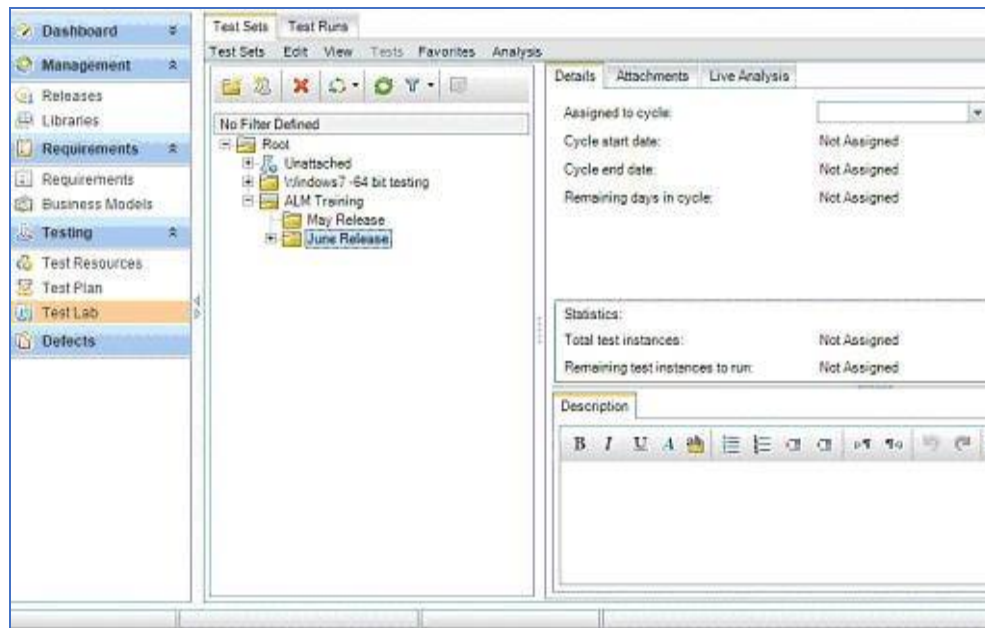 Dashboard
Management
Releases
Libraries
Requirements
Requirements
Business Models
Testing
Test Resources
Test Plan
Test Lab
Defects
Test Sets Test Runs
Test Sets Edit View Tests Favorites Analysis
No Filter Defined
Root
Unattached
Windows7 -64 bit testing
ALM Training
May Release
June Release
Details Attachments Live Analysis
Assigned to cycle:
Cycle start date: Not Assigned
Cycle end date: Not Assigned
Remaining days in cycle: Not Assigned
Statistics:
Total test instances: Not Assigned
Remaining test instances to run: Not Assigned
Description
B I U A ab